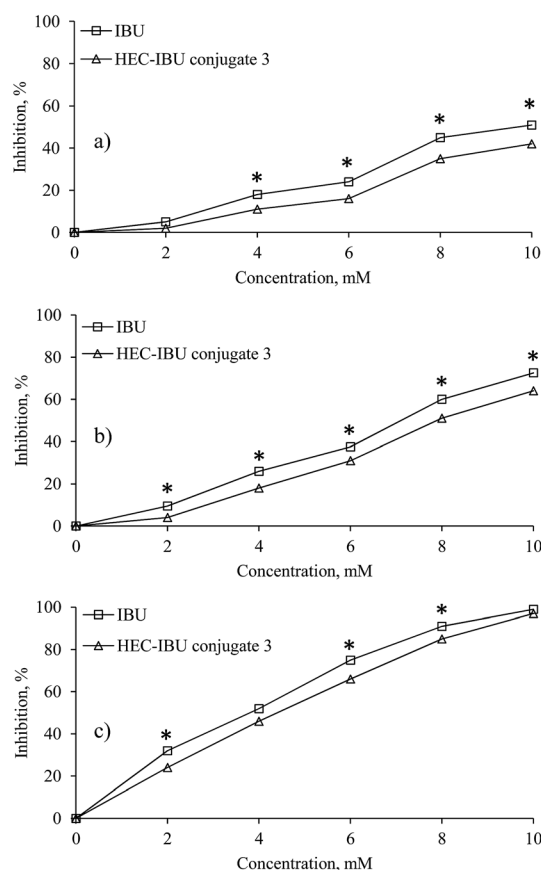 100
IBU
80
HEC-IBU conjugate 3
60
*
*
a)
40
*
*
20
0
0 2 4 6 8 10
Inhibition, %
Concentration, mM
100
IBU
80
HEC-IBU conjugate 3
*
*
60
*
b)
40
*
*
20
0
0 2 4 6 8 10
Inhibition, %
Concentration, mM
100
IBU
*
80
HEC-IBU conjugate 3
*
60
c)
40
*
20
0
0 2 4 6 8 10
Inhibition, %
Concentration, mM